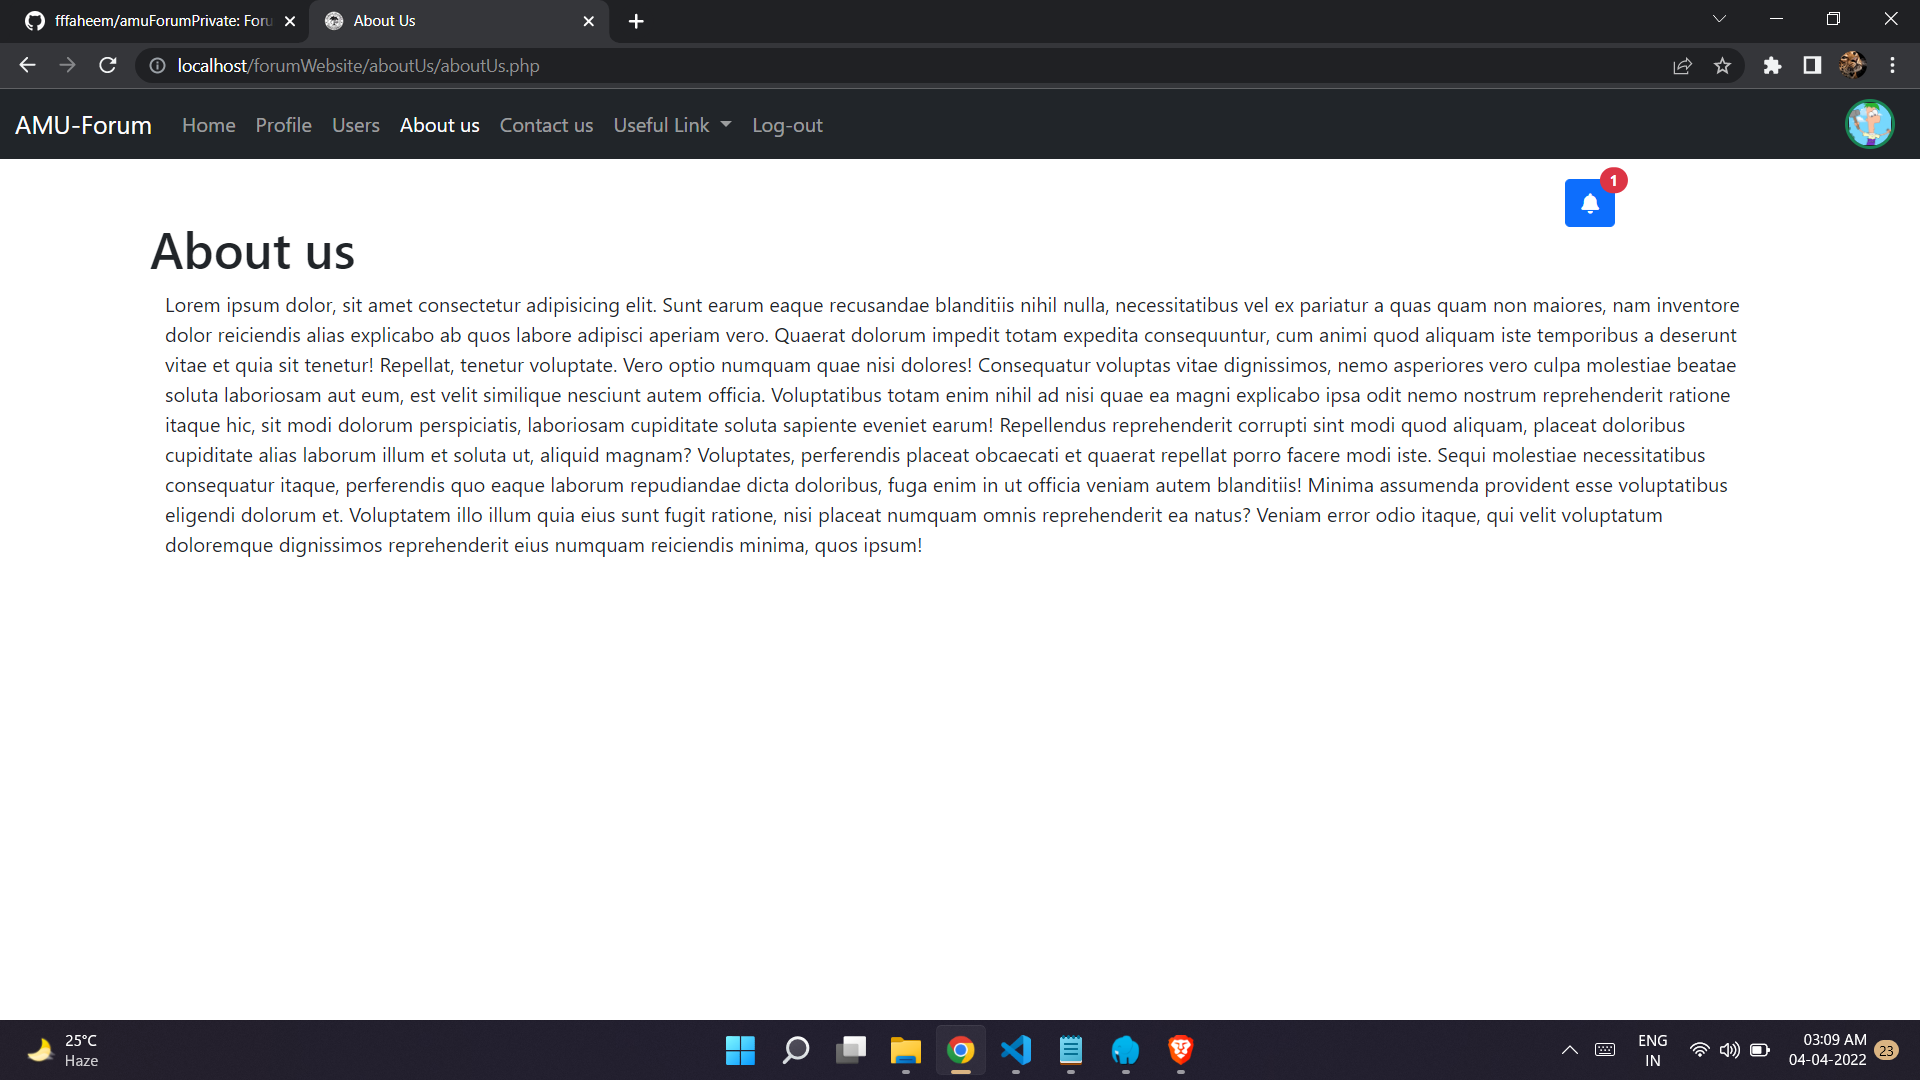 fffaheem/amuForumPrivate: Foru
About Us
localhost/forumWebsite/aboutUs/aboutUs.php
AMU-Forum Home Profile Users About us Contact us Useful Link Log-out
1
About us
Lorem ipsum dolor, sit amet consectetur adipisicing elit. Sunt earum eaque recusandae blanditiis nihil nulla, necessitatibus vel ex pariatur a quas quam non maiores, nam inventore
dolor reiciendis alias explicabo ab quos labore adipisci aperiam vero. Quaerat dolorum impedit totam expedita consequuntur, cum animi quod aliquam iste temporibus a deserunt
vitae et quia sit tenetur! Repellat, tenetur voluptate. Vero optio numquam quae nisi dolores! Consequatur voluptas vitae dignissimos, nemo asperiores vero culpa molestiae beatae
soluta laboriosam aut eum, est velit similique nesciunt autem officia. Voluptatibus totam enim nihil ad nisi quae ea magni explicabo ipsa odit nemo nostrum reprehenderit ratione
itaque hic, sit modi dolorum perspiciatis, laboriosam cupiditate soluta sapiente eveniet earum! Repellendus reprehenderit corrupti sint modi quod aliquam, placeat doloribus
cupiditate alias laborum illum et soluta ut, aliquid magnam? Voluptates, perferendis placeat obcaecati et quaerat repellat porro facere modi iste. Sequi molestiae necessitatibus
consequatur itaque, perferendis quo eaque laborum repudiandae dicta doloribus, fuga enim in ut officia veniam autem blanditiis! Minima assumenda provident esse voluptatibus
eligendi dolorum et. Voluptatem illo illum quia eius sunt fugit ratione, nisi placeat numquam omnis reprehenderit ea natus? Veniam error odio itaque, qui velit voluptatum
doloremque dignissimos reprehenderit eius numquam reiciendis minima, quos ipsum!
25°C
Haze
ENG
IN
03:09 AM
04-04-2022
23